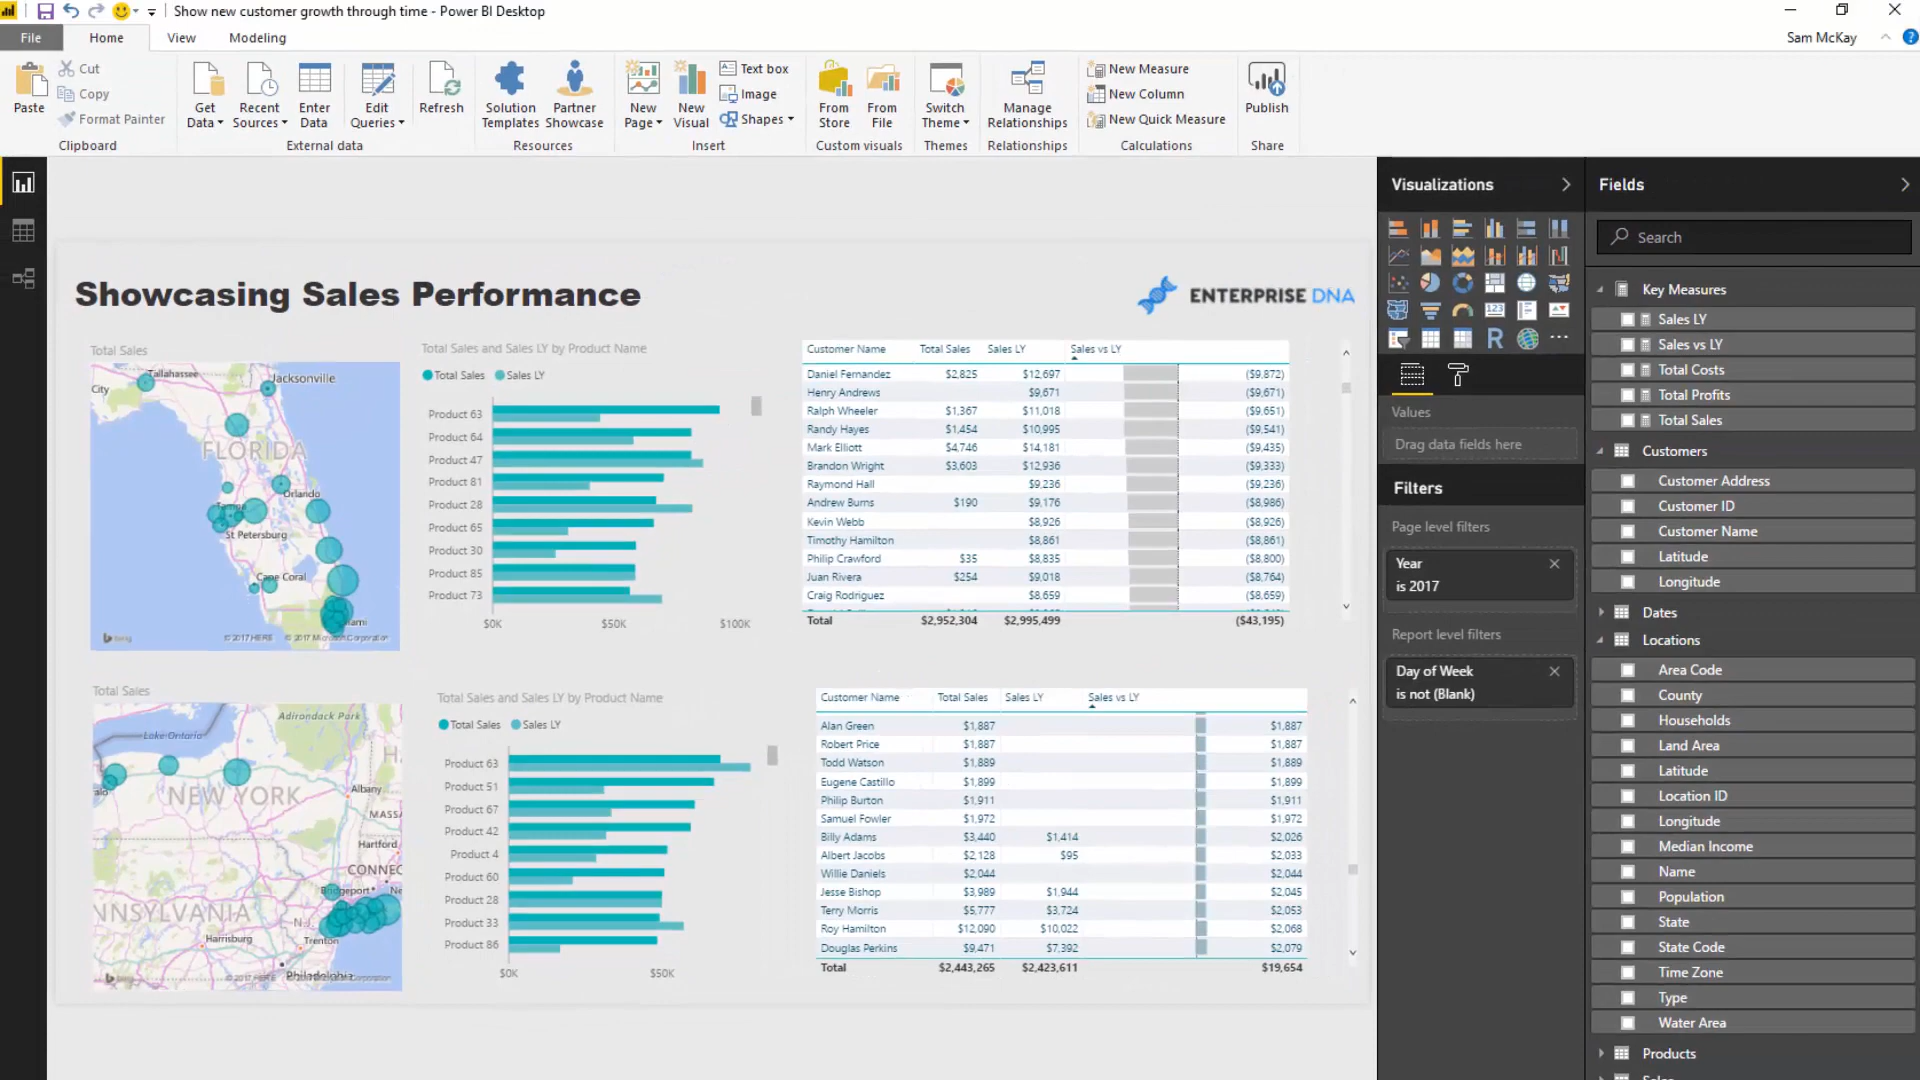 Show new customer growth through time - Power BI Desktop
File
Home
View
Modeling
Sam McKay
Paste
Cut
Copy
Format Painter
Clipboard
Get Data
Recent Sources
Enter Data
Edit Queries
Refresh
External data
Solution Templates
Partner Showcase
Resources
New Page
New Visual
Text box
Image
Shapes
Insert
From Store
From File
Custom visuals
Switch Theme
Themes
Manage Relationships
Relationships
New Measure
New Column
New Quick Measure
Calculations
Publish
Share
Showcasing Sales Performance
ENTERPRISE DNA
Total Sales
City
Tallahassee
Jacksonville
FLORIDA
Orlando
Tampa
St Petersburg
Cape Coral
bing
© 2017 HERE © 2017 Microsoft Corporation
Total Sales and Sales LY by Product Name
Total Sales
Sales LY
Product 63
Product 64
Product 47
Product 81
Product 28
Product 65
Product 30
Product 85
Product 73
$0K
$50K
$100K
Customer Name Total Sales Sales LY Sales vs LY
Daniel Fernandez $2,825 $12,697 ($9,872)
Henry Andrews $9,671 ($9,671)
Ralph Wheeler $1,367 $11,018 ($9,651)
Randy Hayes $1,454 $10,995 ($9,541)
Mark Elliott $4,746 $14,181 ($9,435)
Brandon Wright $3,603 $12,936 ($9,333)
Raymond Hall $9,236 ($9,236)
Andrew Burns $190 $9,176 ($8,986)
Kevin Webb $8,926 ($8,926)
Timothy Hamilton $8,861 ($8,861)
Philip Crawford $35 $8,835 ($8,800)
Juan Rivera $254 $9,018 ($8,764)
Craig Rodriguez $8,659 ($8,659)
Total $2,952,304 $2,995,499 ($43,195)
Total Sales
Adirondack Park
Lake Ontario
NEW YORK
Albany
MASS
Hartford
CONNEC
Bridgeport
NNSYLVANIA
N.J.
Harrisburg
Trenton
Philadelphia
bing
Total Sales and Sales LY by Product Name
Total Sales
Sales LY
Product 63
Product 51
Product 67
Product 42
Product 4
Product 60
Product 28
Product 33
Product 86
$0K
$50K
Customer Name Total Sales Sales LY Sales vs LY
Alan Green $1,887 $1,887
Robert Price $1,887 $1,887
Todd Watson $1,889 $1,889
Eugene Castillo $1,899 $1,899
Philip Burton $1,911 $1,911
Samuel Fowler $1,972 $1,972
Billy Adams $3,440 $1,414 $2,026
Albert Jacobs $2,128 $95 $2,033
Willie Daniels $2,044 $2,044
Jesse Bishop $3,989 $1,944 $2,045
Terry Morris $5,777 $3,724 $2,053
Roy Hamilton $12,090 $10,022 $2,068
Douglas Perkins $9,471 $7,392 $2,079
Total $2,443,265 $2,423,611 $19,654
Visualizations
123
R
Values
Drag data fields here
Filters
Page level filters
Year
is 2017
Report level filters
Day of Week
is not (Blank)
Fields
Search
Key Measures
Sales LY
Sales vs LY
Total Costs
Total Profits
Total Sales
Customers
Customer Address
Customer ID
Customer Name
Latitude
Longitude
Dates
Locations
Area Code
County
Households
Land Area
Latitude
Location ID
Longitude
Median Income
Name
Population
State
State Code
Time Zone
Type
Water Area
Products